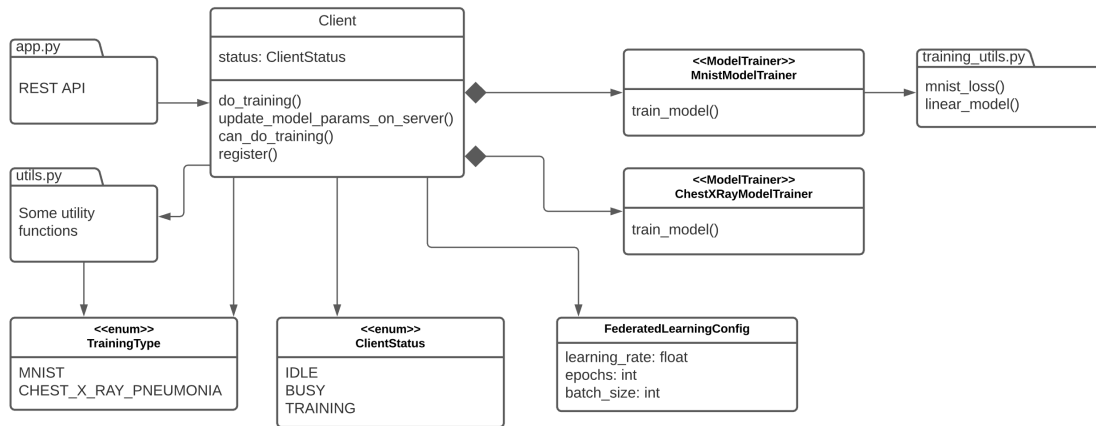 Client
status: ClientStatus
do_training()
update_model_params_on_server()
can_do_training()
register()
app.py
REST API
utils.py
Some utility
functions
<<ModelTrainer>>
MnistModelTrainer
train_model()
training_utils.py
mnist_loss()
linear_model()
<<ModelTrainer>>
ChestXRayModelTrainer
train_model()
<<enum>>
TrainingType
MNIST
CHEST_X_RAY_PNEUMONIA
<<enum>>
ClientStatus
IDLE
BUSY
TRAINING
FederatedLearningConfig
learning_rate: float
epochs: int
batch_size: int